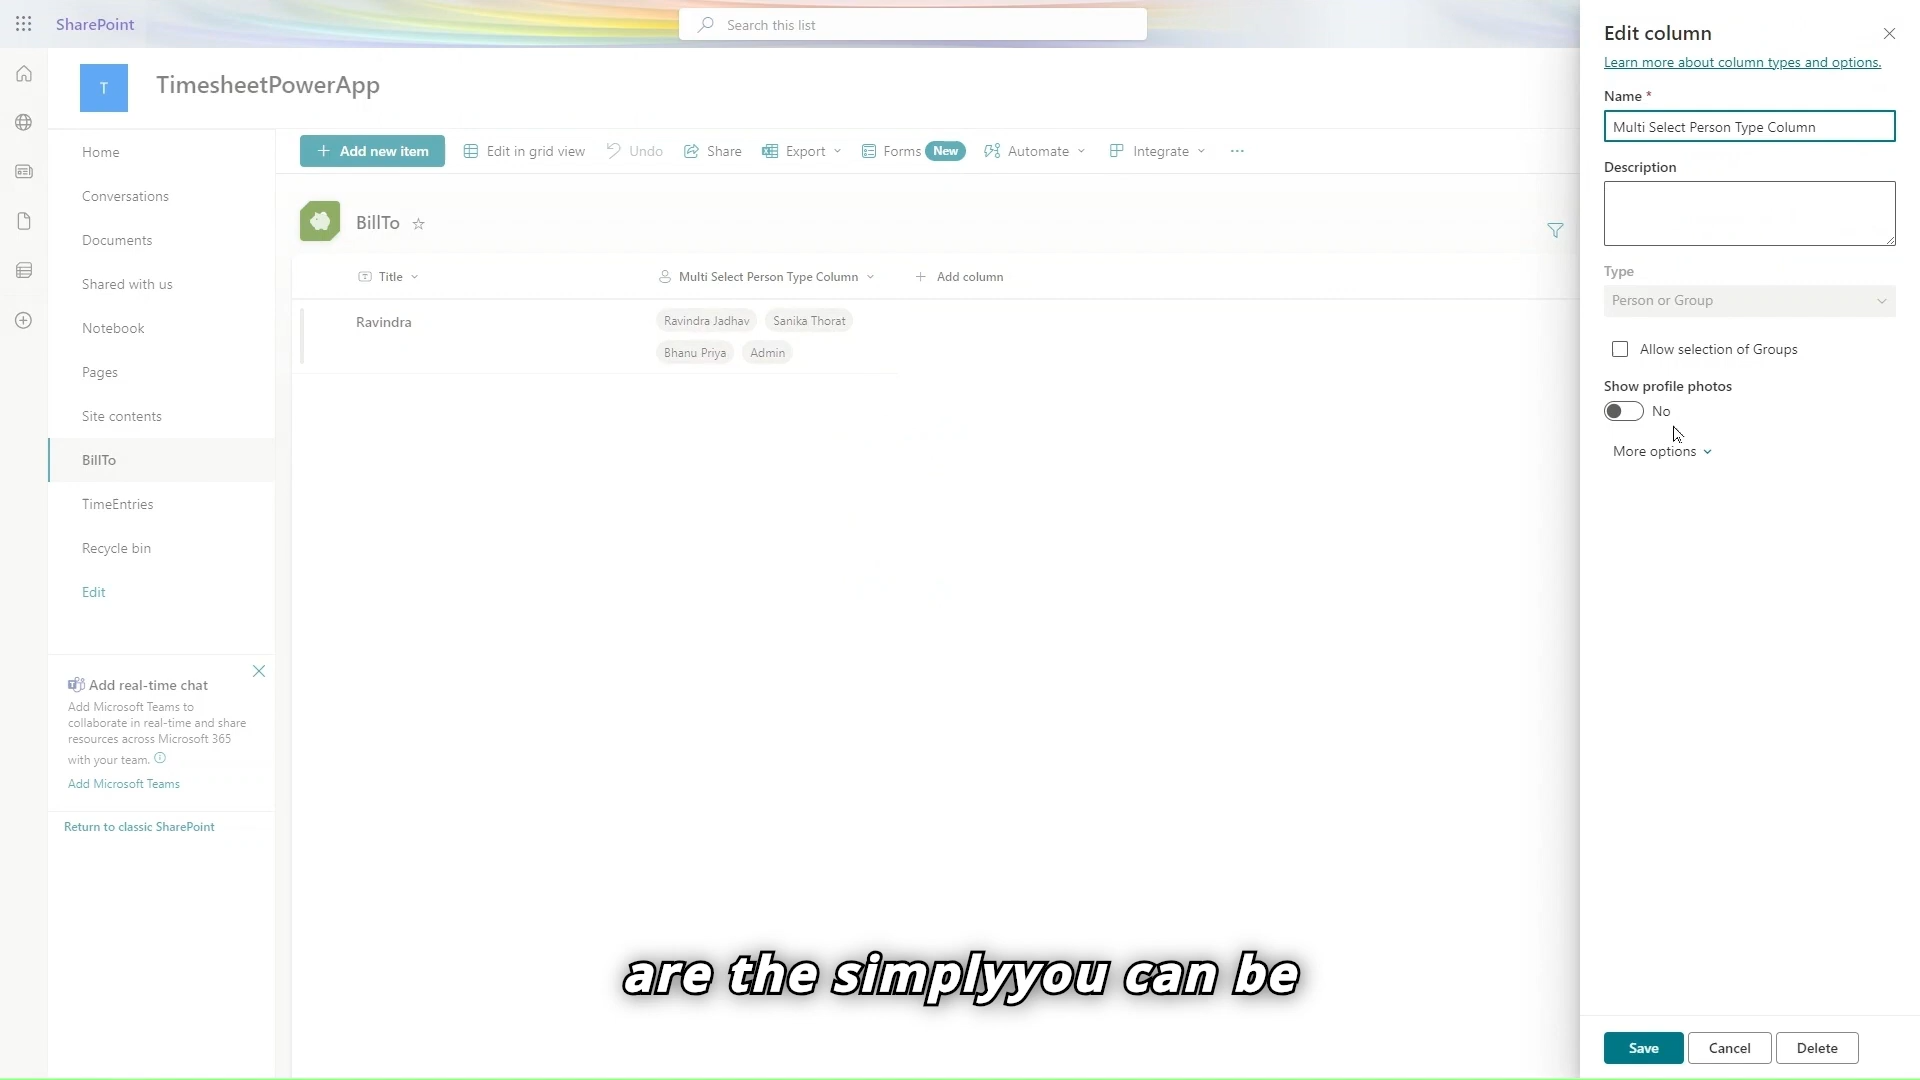 SharePoint
Search this list
T
TimesheetPowerApp
Home
Conversations
Documents
Shared with us
Notebook
Pages
Site contents
BillTo
TimeEntries
Recycle bin
Edit
Add real-time chat
Add Microsoft Teams to
collaborate in real-time and share
resources across Microsoft 365
with your team.
Add Microsoft Teams
Return to classic SharePoint
Add new item Edit in grid view Undo Share Export Forms New Automate Integrate ...
BillTo
Title Multi Select Person Type Column + Add column
Ravindra Ravindra Jadhav Sanika Thorat
Bhanu Priya Admin
Edit column
Learn more about column types and options.
Name *
Multi Select Person Type Column
Description
Type
Person or Group
Allow selection of Groups
Show profile photos
No
More options
Save Cancel Delete
are the simplyyou can be